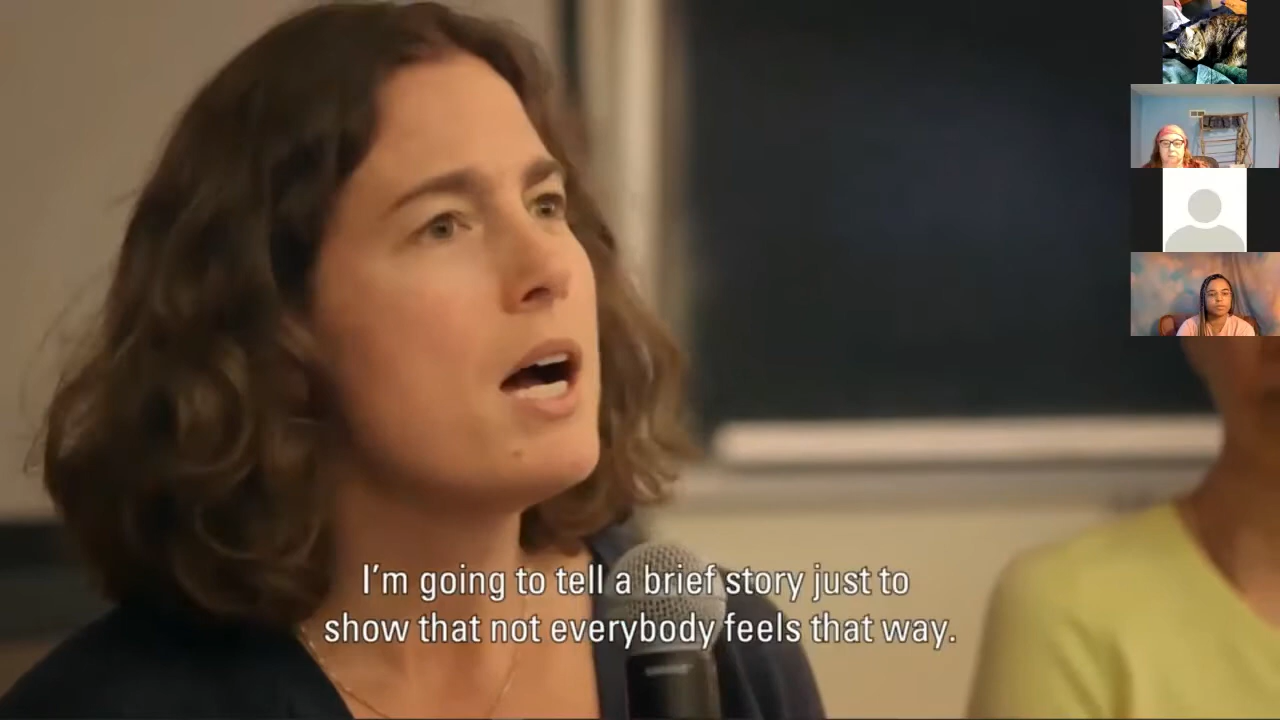 I'm going to tell a brief story just to
show that not everybody feels that way.